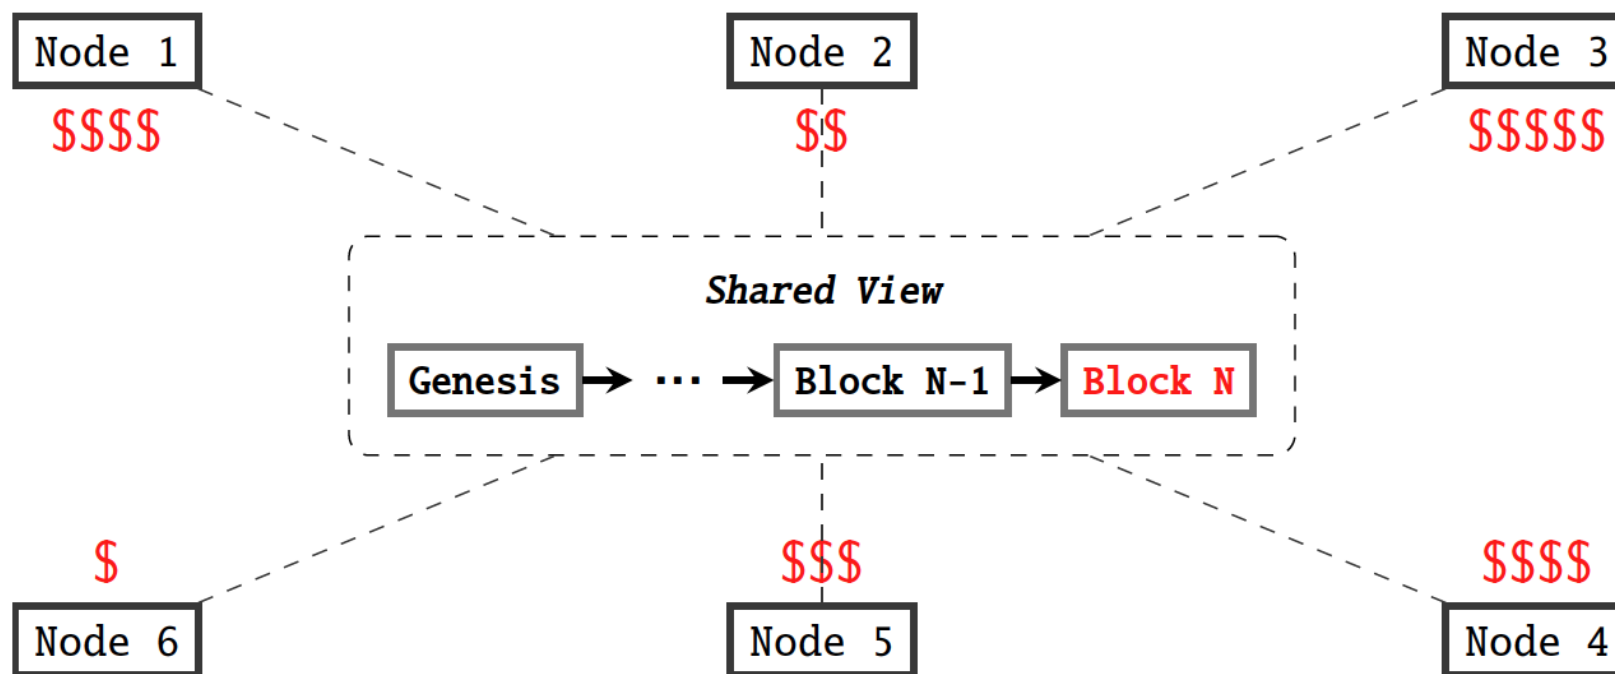 Node 1 Node 2 Node 3
$$$$ $$ $$$$$
Shared View
Genesis ... Block N-1 Block N
$ $$$ $$$$
Node 6 Node 5 Node 4